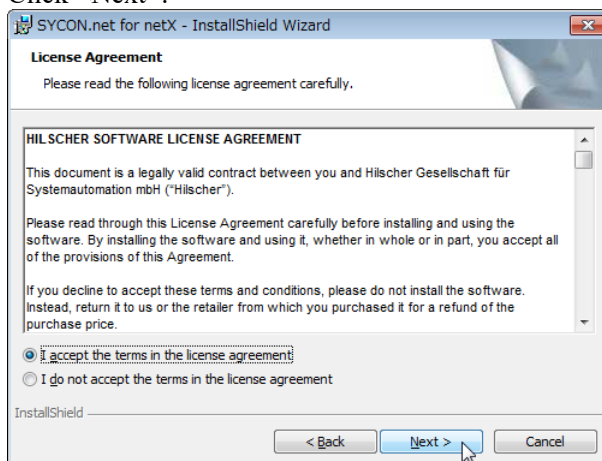 Click "Next".
SYCON.net for netX - InstallShield Wizard
License Agreement
Please read the following license agreement carefully.
HILSCHER SOFTWARE LICENSE AGREEMENT
This document is a legally valid contract between you and Hilscher Gesellschaft für
Systemautomation mbH ("Hilscher").
Please read through this License Agreement carefully before installing and using the
software. By installing the software and using it, whether in whole or in part, you accept all
of the provisions of this Agreement.
If you decline to accept these terms and conditions, please do not install the software.
Instead, return it to us or the retailer from which you purchased it for a refund of the
purchase price.
I accept the terms in the license agreement
I do not accept the terms in the license agreement
InstallShield
< Back Next > Cancel